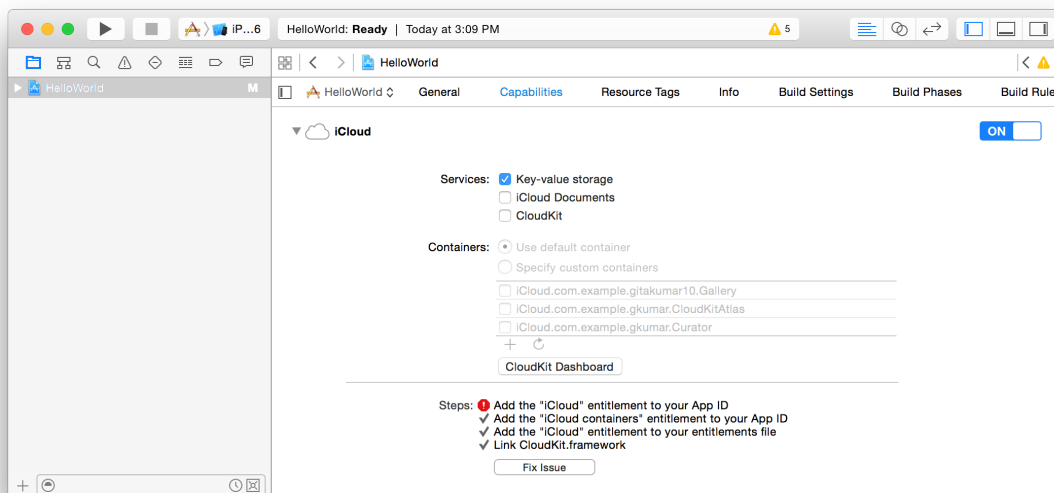 iP...6
HelloWorld: Ready | Today at 3:09 PM
5
HelloWorld
HelloWorld M
HelloWorld General Capabilities Resource Tags Info Build Settings Build Phases Build Rule
iCloud
ON
Services: Key-value storage
iCloud Documents
CloudKit
Containers: Use default container
Specify custom containers
iCloud.com.example.gitakumar10.Gallery
iCloud.com.example.gkumar.CloudKitAtlas
iCloud.com.example.gkumar.Curator
CloudKit Dashboard
Steps: Add the "iCloud" entitlement to your App ID
Add the "iCloud containers" entitlement to your App ID
Add the "iCloud" entitlement to your entitlements file
Link CloudKit.framework
Fix Issue